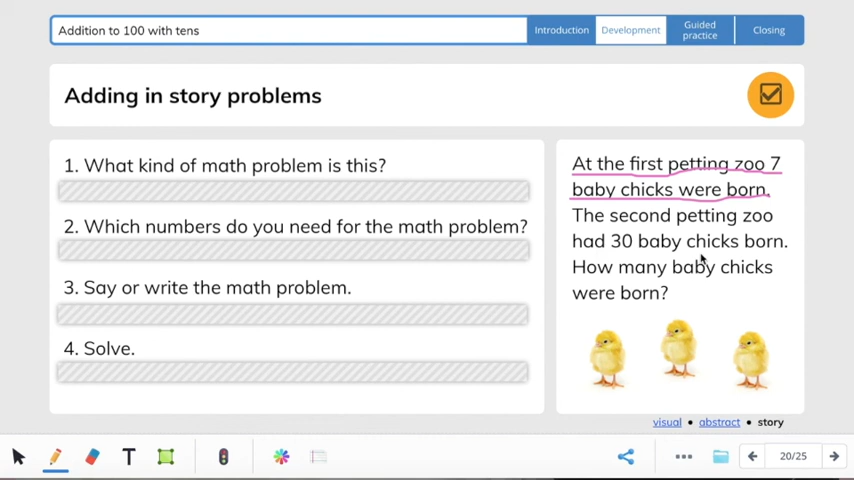 Addition to 100 with tens
Introduction
Development
Guided
practice
Closing
Adding in story problems
1. What kind of math problem is this?
2. Which numbers do you need for the math problem?
3. Say or write the math problem.
4. Solve.
At the first petting zoo 7
baby chicks were born.
The second petting zoo
had 30 baby chicks born.
How many baby chicks
were born?
visual • abstract • story
T
20/25